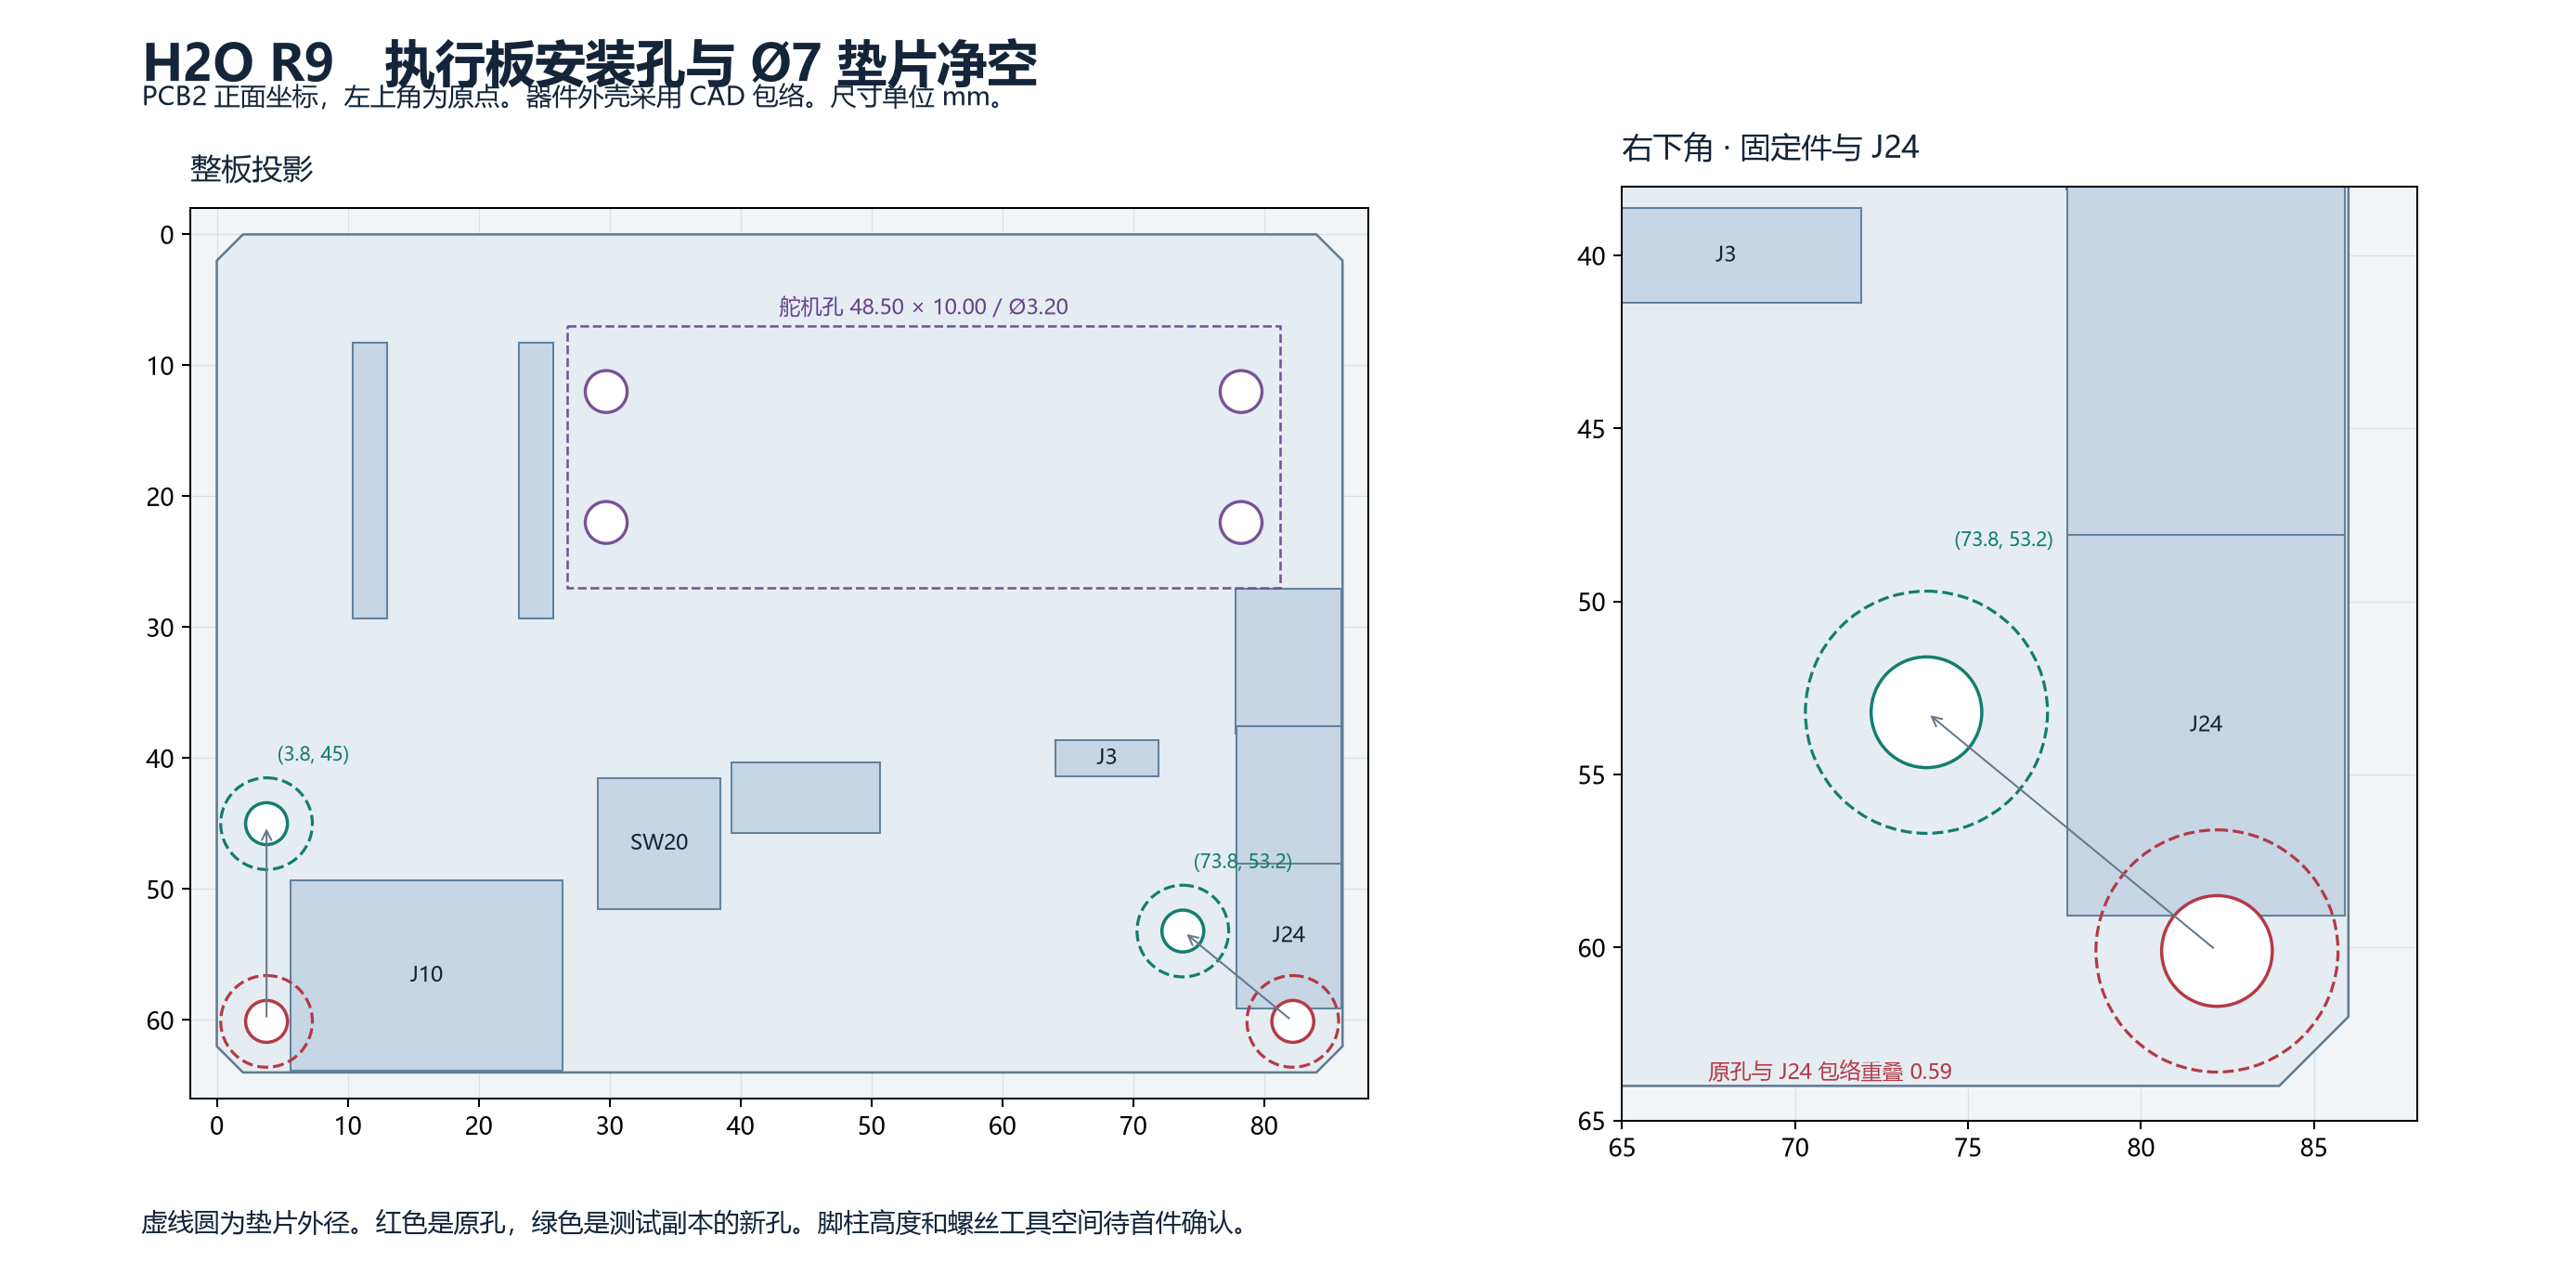 H2O R9 执行板安装孔与 Ø7 垫片净空
PCB2 正面坐标，左上角为原点。器件外壳采用 CAD 包络。尺寸单位 mm。
整板投影
0
10
20
30
40
50
60
0
10
20
30
40
50
60
70
80
舵机孔 48.50 × 10.00 / Ø3.20
(3.8, 45)
J3
SW20
(73.8, 53.2)
J10
J24
右下角 · 固定件与 J24
40
45
50
55
60
65
65
70
75
80
85
J3
(73.8, 53.2)
J24
原孔与 J24 包络重叠 0.59
虚线圆为垫片外径。红色是原孔，绿色是测试副本的新孔。脚柱高度和螺丝工具空间待首件确认。